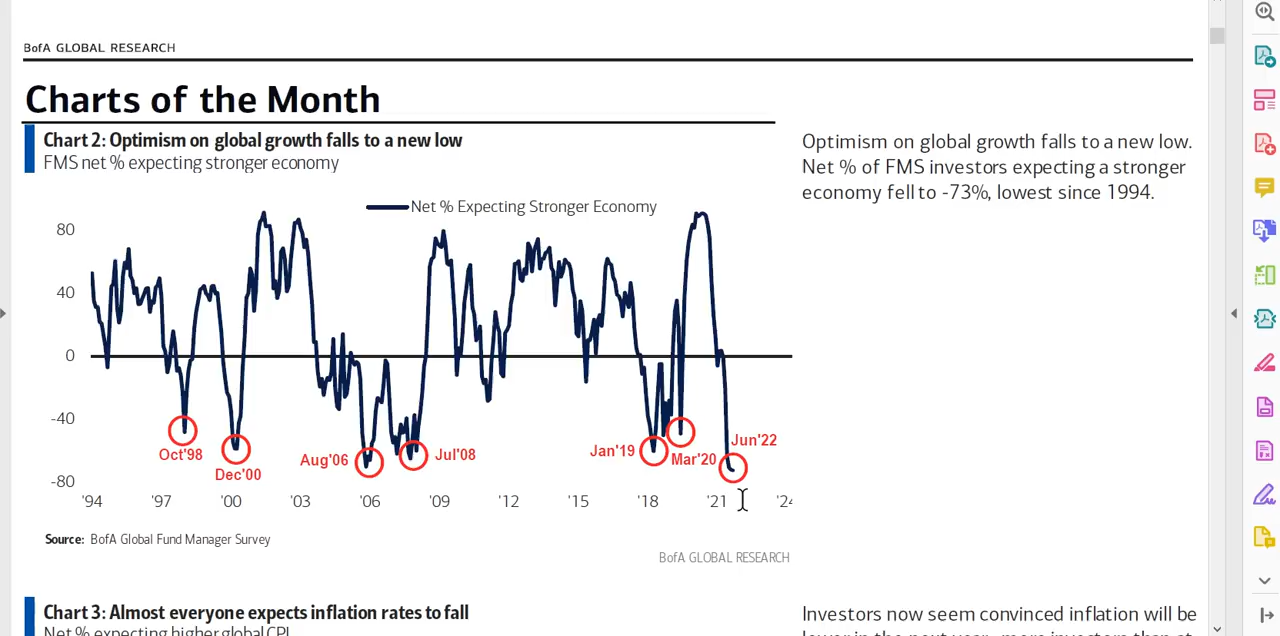 BofA GLOBAL RESEARCH
Charts of the Month
Chart 2: Optimism on global growth falls to a new low
FMS net % expecting stronger economy
Optimism on global growth falls to a new low.
Net % of FMS investors expecting a stronger
economy fell to -73%, lowest since 1994.
Net % Expecting Stronger Economy
80
40
0
-40
-80
Oct'98
Dec'00
Aug'06
Jul'08
Jan'19
Mar'20
Jun'22
'94 '97 '00 '03 '06 '09 '12 '15 '18 '21
Source: BofA Global Fund Manager Survey
BofA GLOBAL RESEARCH
Chart 3: Almost everyone expects inflation rates to fall
Net % expecting higher global CPI
Investors now seem convinced inflation will be